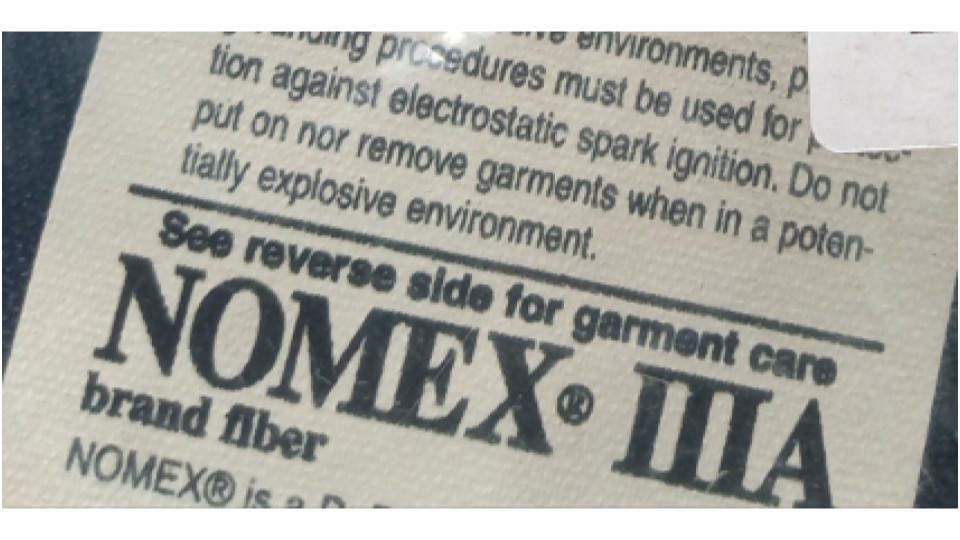 environments,
procedures must be used for
tion against electrostatic spark ignition. Do not
put on nor remove garments when in a poten-
tially explosive environment.
See reverse side for garment care
NOMEX® IIIA
brand fiber
NOMEX® is a